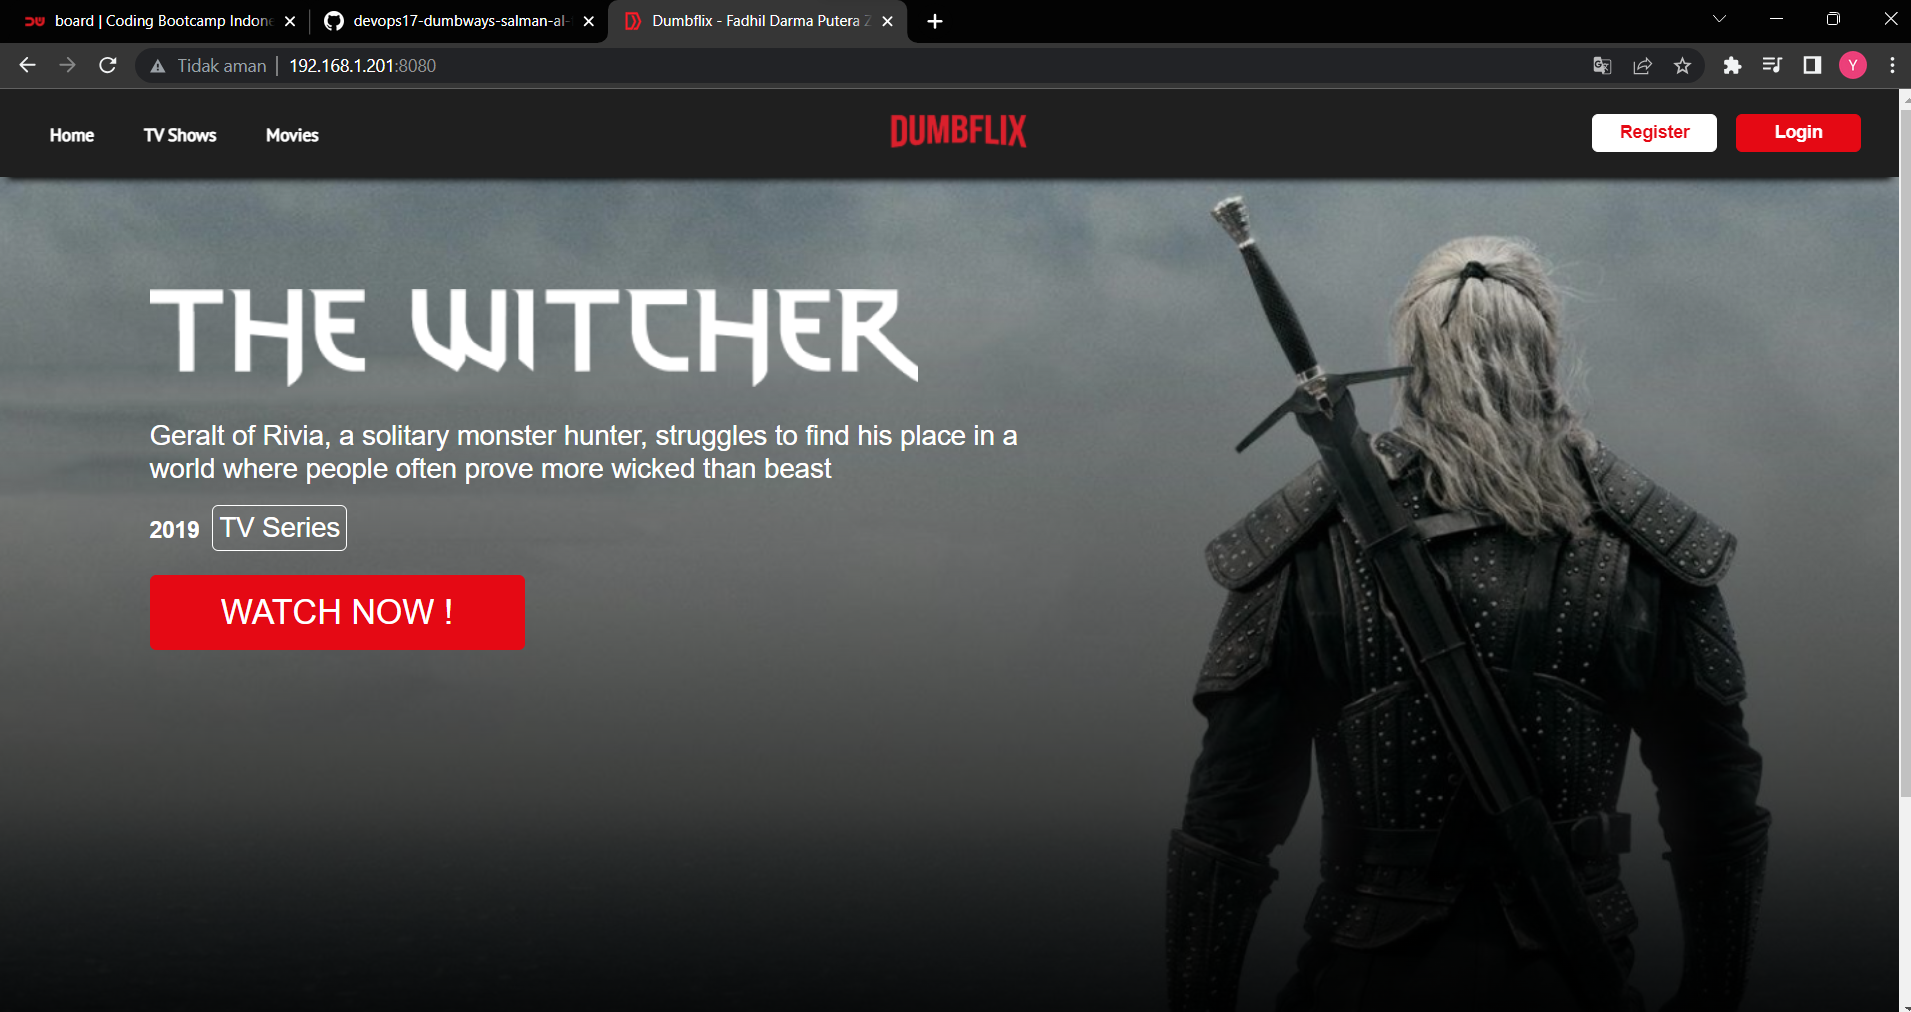 board | Coding Bootcamp Indone
devops17-dumbways-salman-al-
Dumbflix - Fadhil Darma Putera Z
Tidak aman
192.168.1.201:8080
Y
Home
TV Shows
Movies
DUMBFLIX
Register
Login
THE WITCHER
Geralt of Rivia, a solitary monster hunter, struggles to find his place in a
world where people often prove more wicked than beast
2019
TV Series
WATCH NOW !